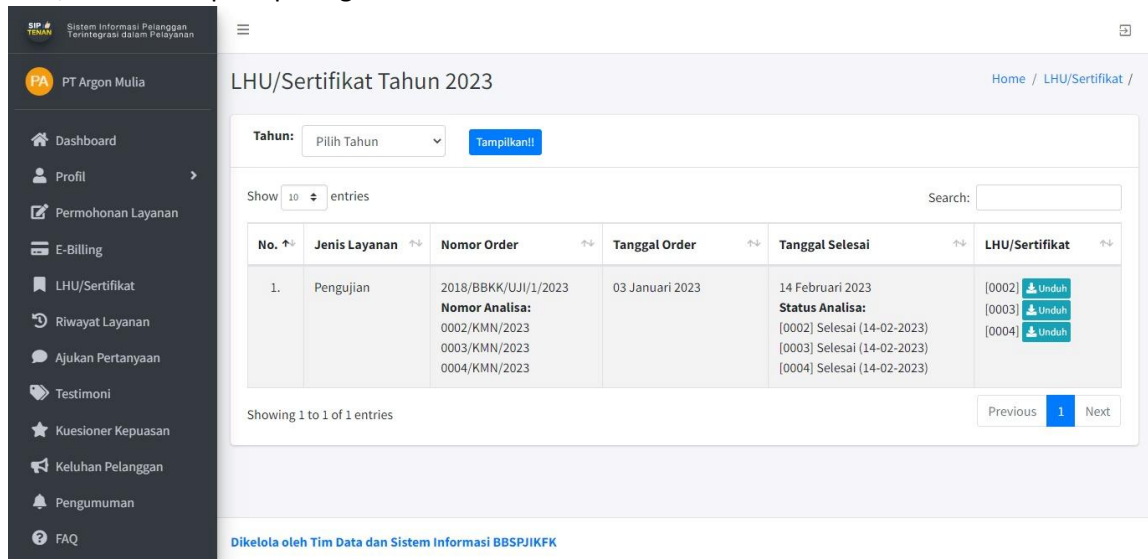 SIP
TENAN
Sistem Informasi Pelanggan
Terintegrasi dalam Pelayanan
PA PT Argon Mulia
Dashboard
Profil
Permohonan Layanan
E-Billing
LHU/Sertifikat
Riwayat Layanan
Ajukan Pertanyaan
Testimoni
Kuesioner Kepuasan
Keluhan Pelanggan
Pengumuman
FAQ
LHU/Sertifikat Tahun 2023
Home / LHU/Sertifikat /
Tahun: Pilih Tahun Tampilkan!!
Show 10 entries Search:
No. Jenis Layanan Nomor Order Tanggal Order Tanggal Selesai LHU/Sertifikat
1. Pengujian 2018/BBKK/UJI/1/2023 03 Januari 2023 14 Februari 2023 [0002] Unduh
Nomor Analisa: Status Analisa: [0003] Unduh
0002/KMN/2023 [0002] Selesai (14-02-2023) [0004] Unduh
0003/KMN/2023 [0003] Selesai (14-02-2023)
0004/KMN/2023 [0004] Selesai (14-02-2023)
Showing 1 to 1 of 1 entries Previous 1 Next
Dikelola oleh Tim Data dan Sistem Informasi BBSPJIKFK